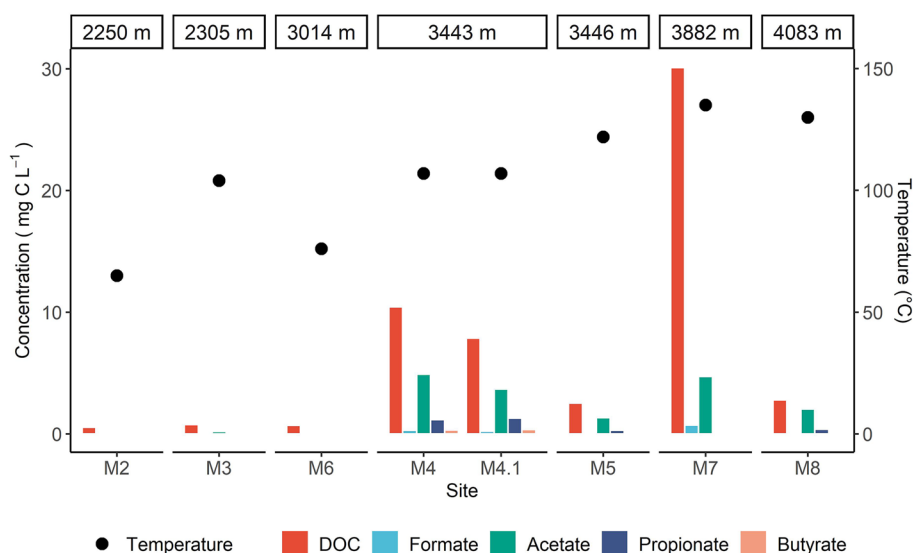 2250 m 2305 m 3014 m 3443 m 3446 m 3882 m 4083 m
Concentration ( mg C L⁻¹)
30
20
10
0
150
100
50
0
Temperature (°C)
M2 M3 M6 M4 M4.1 M5 M7 M8
Site
Temperature DOC Formate Acetate Propionate Butyrate